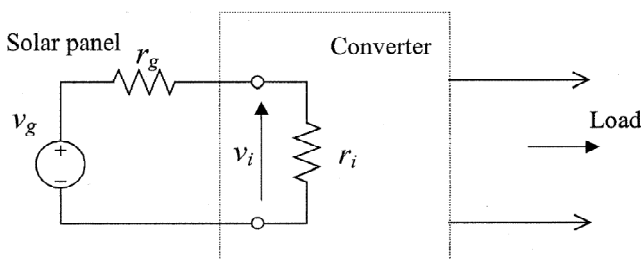 Solar panel
Converter
r_g
v_g
+
−
v_i
r_i
Load